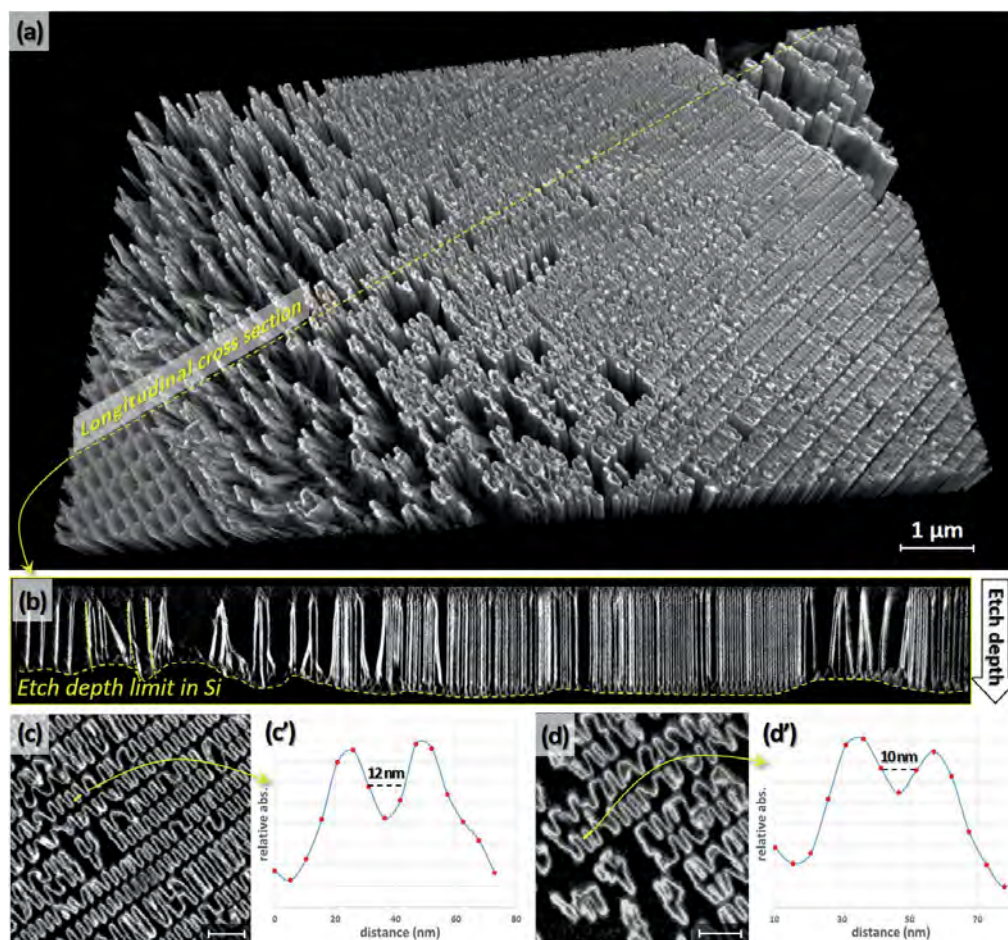 (a)
Longitudinal cross section
1 µm
(b)
Etch depth limit in Si
Etch depth
(c)
(c')
12 nm
relative abs.
0 20 40 60 80
distance (nm)
(d)
(d')
10 nm
relative abs.
10 30 50 70
distance (nm)